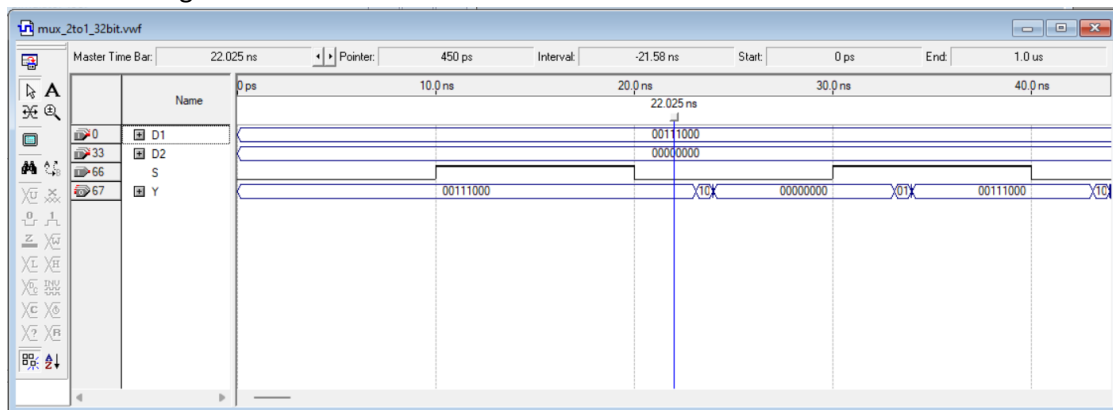 mux_2to1_32bit.vwf
Master Time Bar: 22.025 ns Pointer: 450 ps Interval: -21.58 ns Start: 0 ps End: 1.0 us
A
Name
0 ps 10.0 ns 20.0 ns 30.0 ns 40.0 ns
22.025 ns
0 D1 00111000
33 D2 00000000
66 S
67 Y 00111000 10 00000000 01 00111000 10